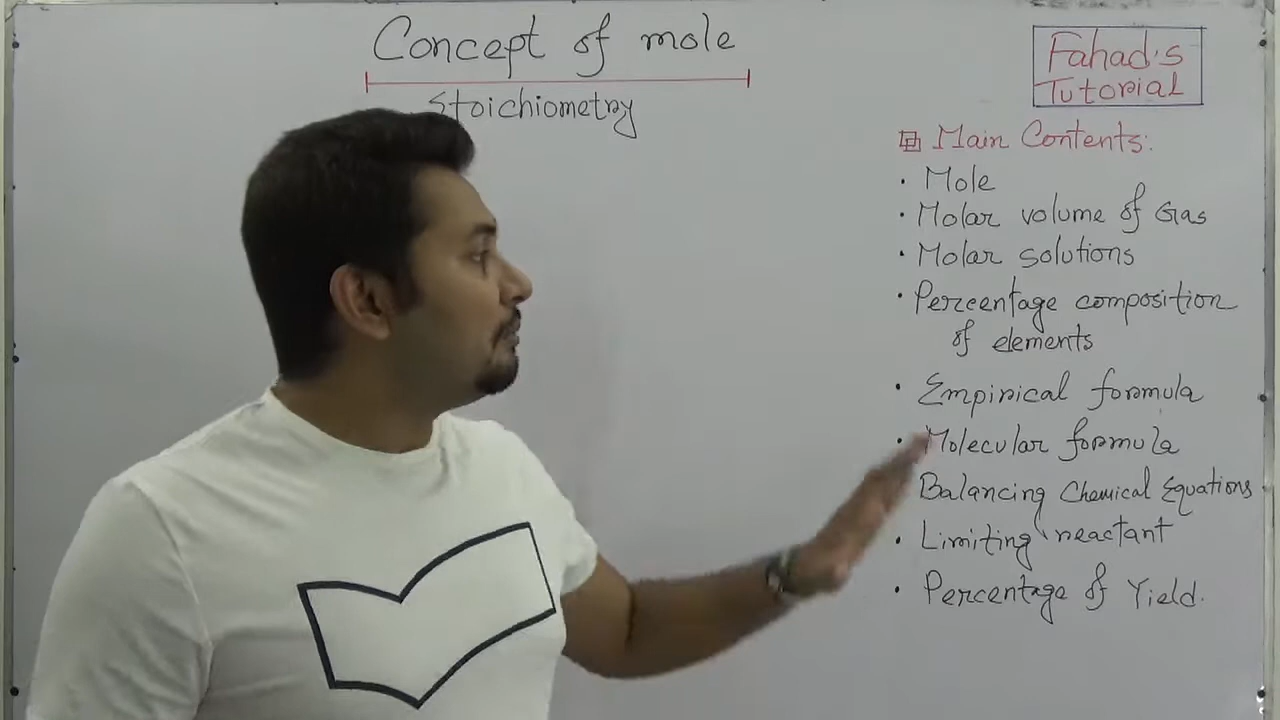 Concept of mole
Stoichiometry
Fahad's
Tutorial
Main Contents:
• Mole
• Molar volume of Gas
• Molar solutions
• Percentage composition
of elements
• Empirical formula
• Molecular formula
Balancing Chemical Equations
• Limiting reactant
• Percentage of Yield.